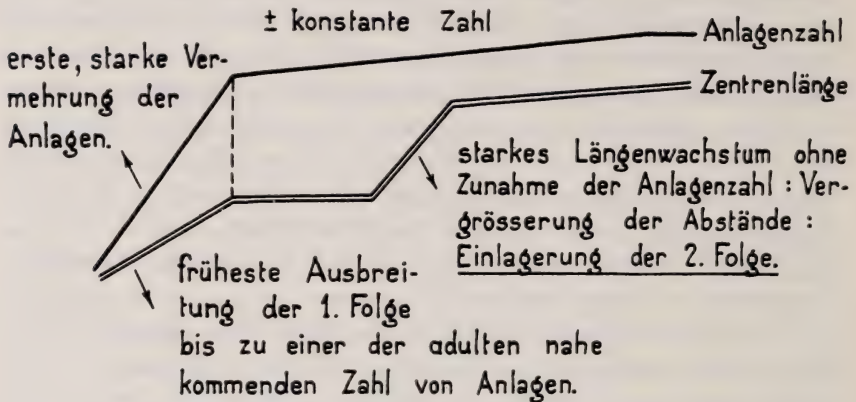 ± konstante Zahl
Anlagenzahl
erste, starke Ver-
mehrung der
Anlagen.
Zentrenlänge
starkes Längenwachstum ohne
Zunahme der Anlagenzahl : Ver-
grösserung der Abstände :
Einlagerung der 2. Folge.
früheste Ausbrei-
tung der 1. Folge
bis zu einer der adulten nahe
kommenden Zahl von Anlagen.